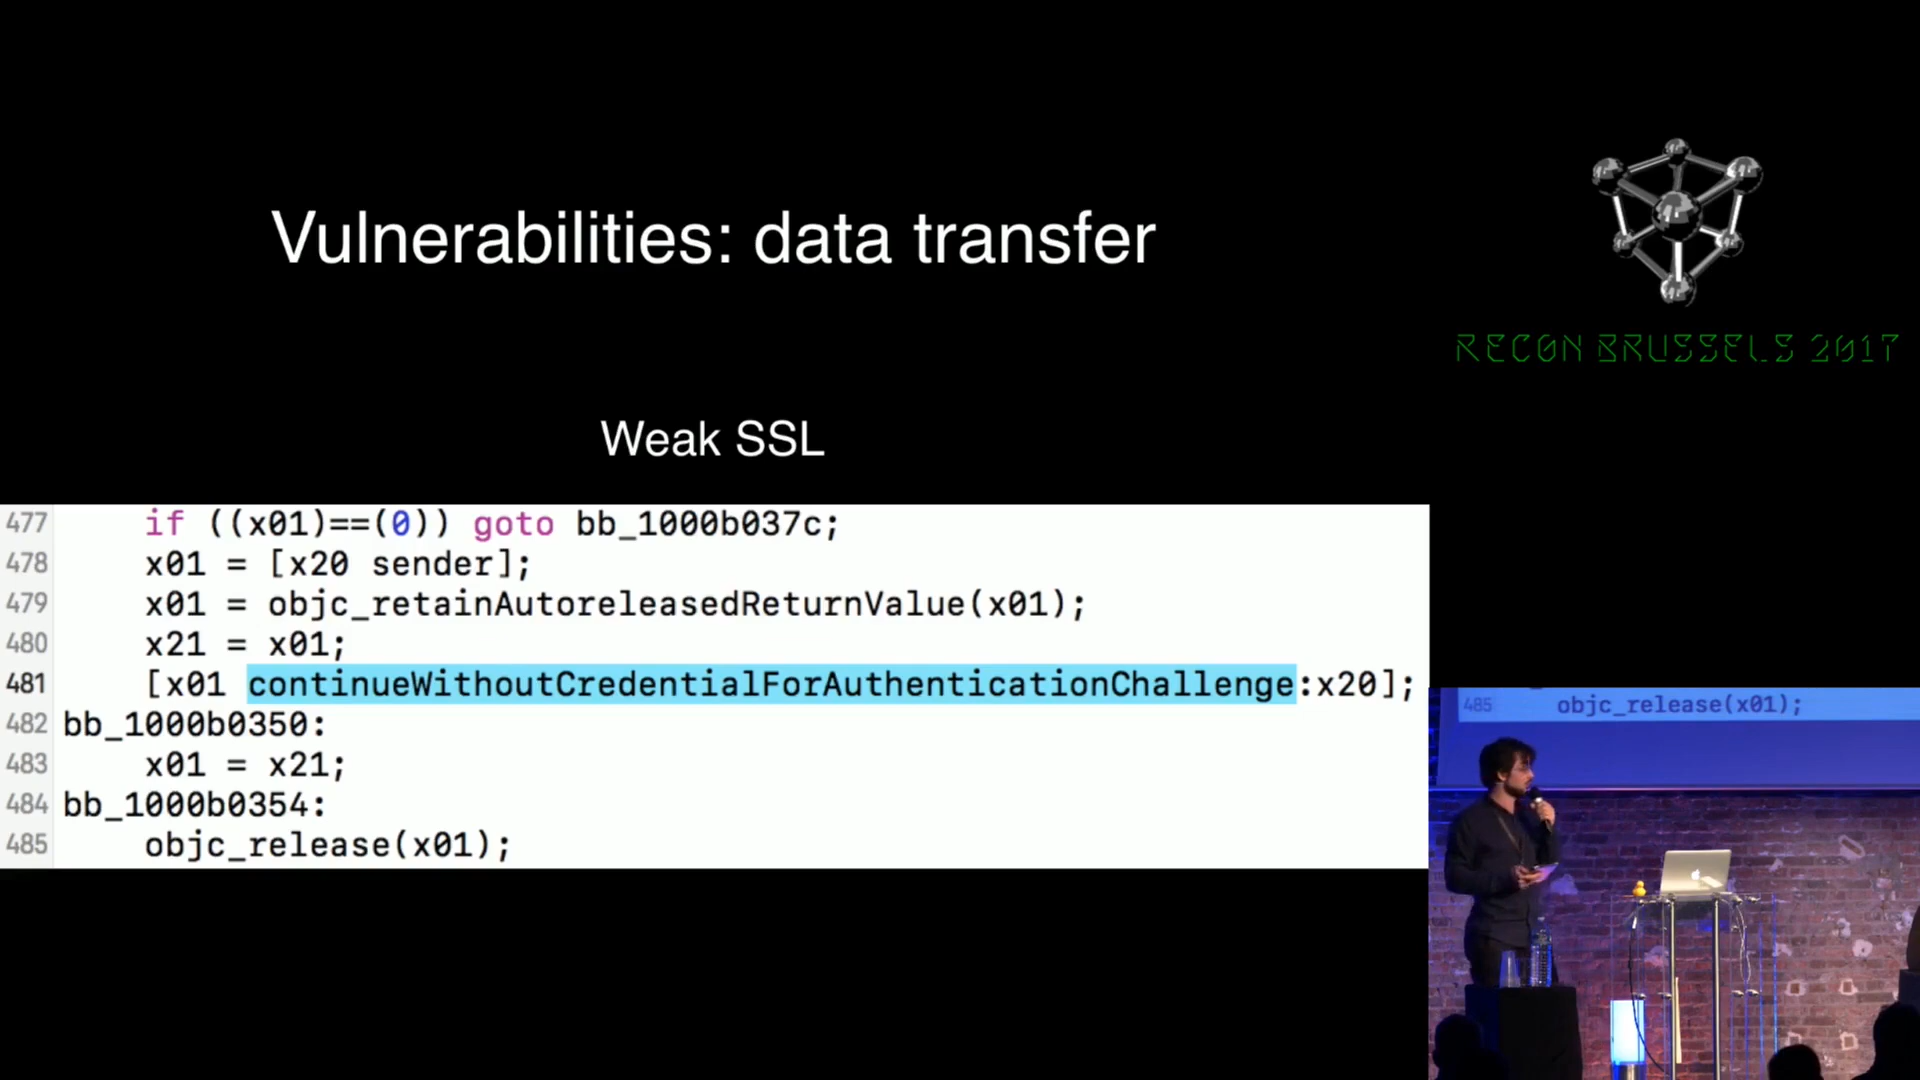 Vulnerabilities: data transfer
RECON BRUSSELS 2017
Weak SSL
477 if ((x01)==(0)) goto bb_1000b037c;
478 x01 = [x20 sender];
479 x01 = objc_retainAutoreleasedReturnValue(x01);
480 x21 = x01;
481 [x01 continueWithoutCredentialForAuthenticationChallenge:x20];
482 bb_1000b0350:
483 x01 = x21;
484 bb_1000b0354:
485 objc_release(x01);
485 objc_release(x01);